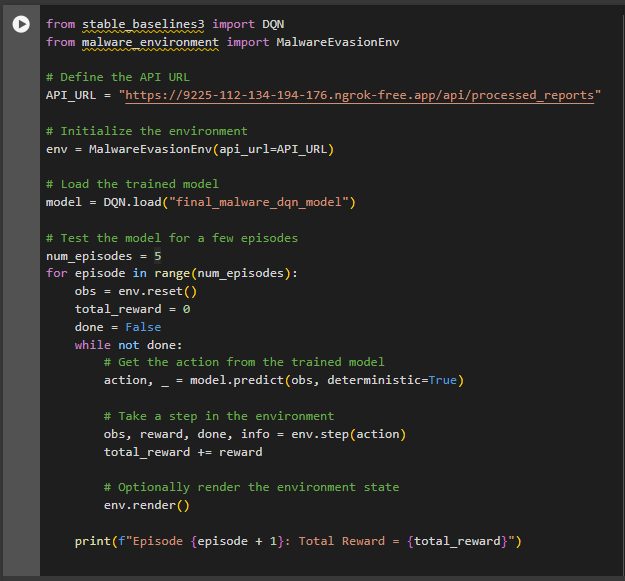 from stable_baselines3 import DQN
from malware_environment import MalwareEvasionEnv
# Define the API URL
API_URL = "https://9225-112-134-194-176.ngrok-free.app/api/processed_reports"
# Initialize the environment
env = MalwareEvasionEnv(api_url=API_URL)
# Load the trained model
model = DQN.load("final_malware_dqn_model")
# Test the model for a few episodes
num_episodes = 5
for episode in range(num_episodes):
    obs = env.reset()
    total_reward = 0
    done = False
    while not done:
        # Get the action from the trained model
        action, _ = model.predict(obs, deterministic=True)
        # Take a step in the environment
        obs, reward, done, info = env.step(action)
        total_reward += reward
        # Optionally render the environment state
        env.render()
    print(f"Episode {episode + 1}: Total Reward = {total_reward}")